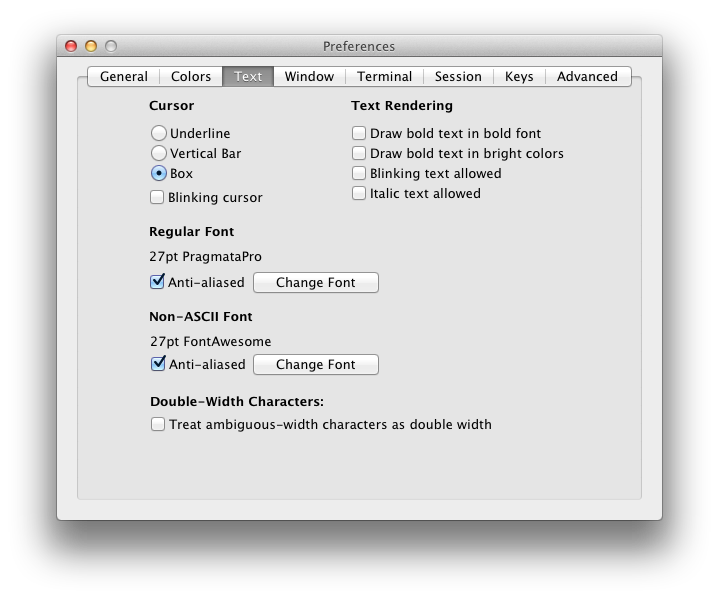 Preferences
General Colors Text Window Terminal Session Keys Advanced
Cursor
Underline
Vertical Bar
Box
Blinking cursor
Text Rendering
Draw bold text in bold font
Draw bold text in bright colors
Blinking text allowed
Italic text allowed
Regular Font
27pt PragmataPro
Anti-aliased Change Font
Non-ASCII Font
27pt FontAwesome
Anti-aliased Change Font
Double-Width Characters:
Treat ambiguous-width characters as double width